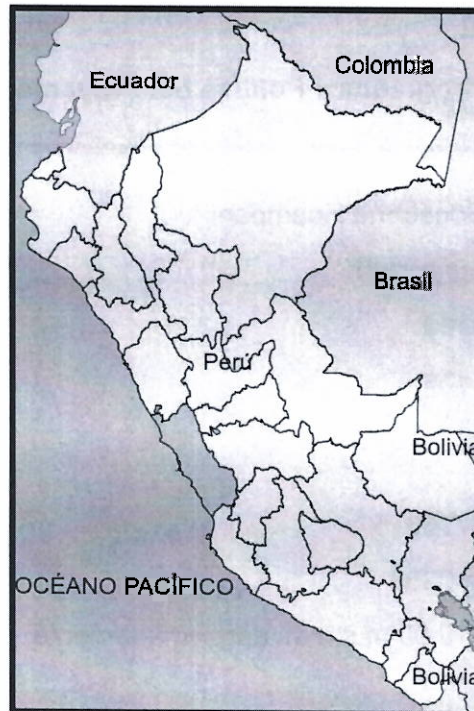 Ecuador
Colombia
Brasil
Perú
Bolivia
OCÉANO PACÍFICO
Bolivia